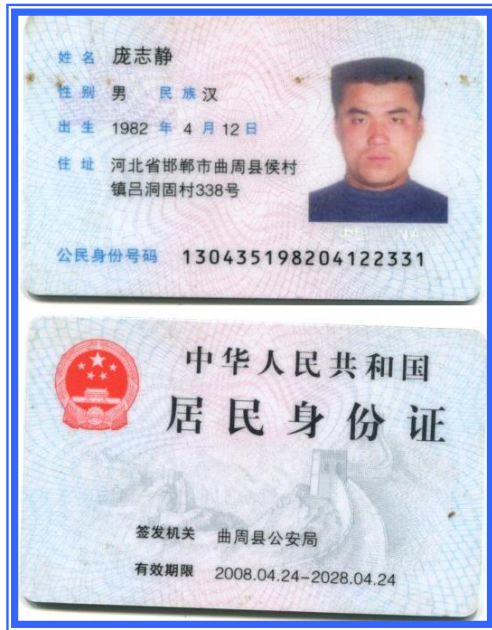 姓名 庞志静
性别 男 民族 汉
出生 1982 年 4 月 12 日
住址 河北省邯郸市曲周县侯村
镇吕洞固村338号
公民身份号码 130435198204122331
中华人民共和国
居民身份证
签发机关 曲周县公安局
有效期限 2008.04.24-2028.04.24